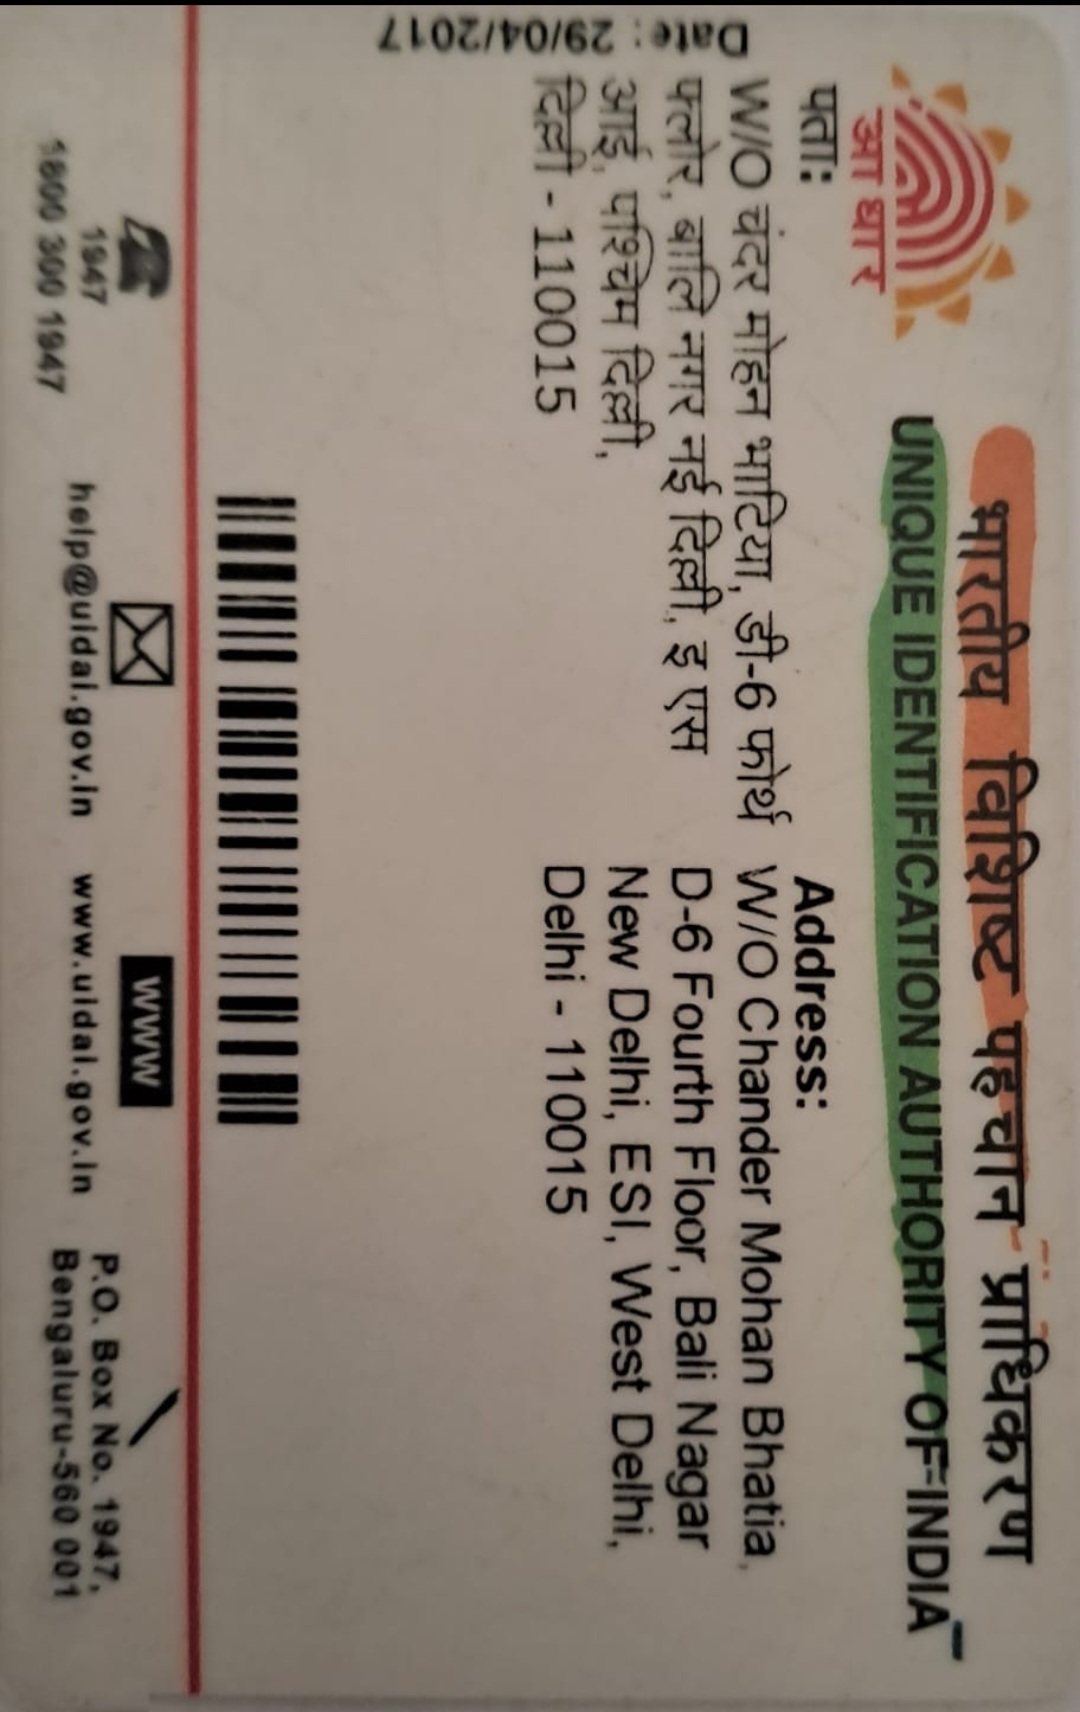 भारतीय विशिष्ट पहचान प्राधिकरण
UNIQUE IDENTIFICATION AUTHORITY OF INDIA
आधार
पता:
W/O चंदर मोहन भाटिया, डी-6 फोर्थ
फ्लोर, बालि नगर नई दिल्ली, इ एस
आई, पश्चिम दिल्ली,
दिल्ली - 110015
Address:
W/O Chander Mohan Bhatia,
D-6 Fourth Floor, Bali Nagar
New Delhi, ESI, West Delhi,
Delhi - 110015
Date: 29/04/2017
1947
1800 300 1947
help@uidai.gov.in
WWW
www.uidai.gov.in
P.O. Box No. 1947,
Bengaluru-560 001